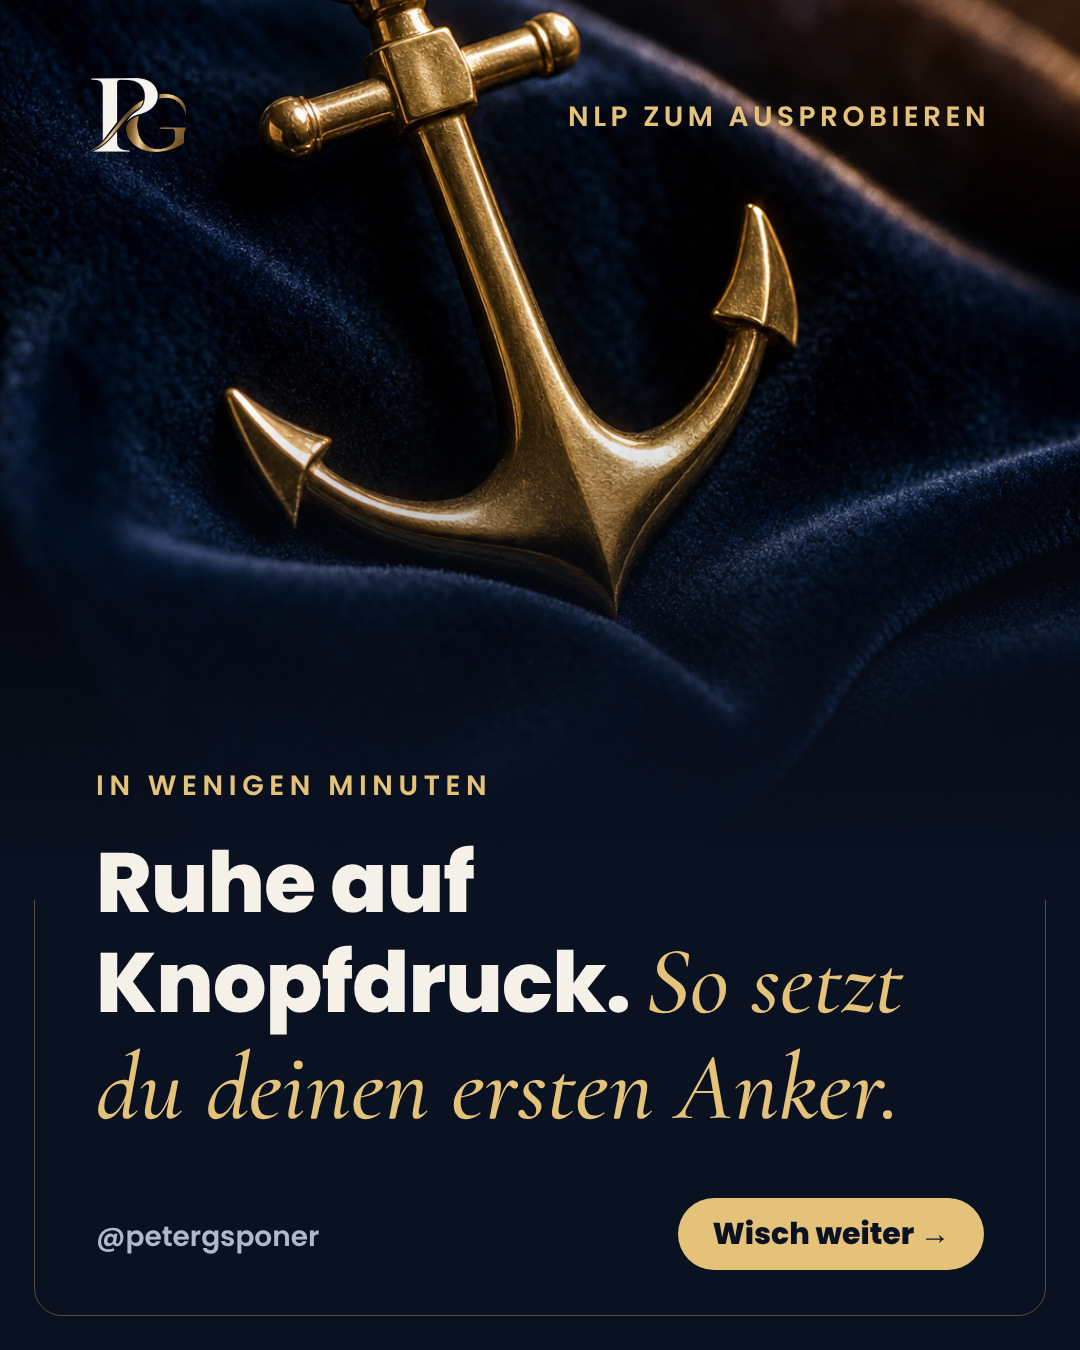 PG
NLP ZUM AUSPROBIEREN
IN WENIGEN MINUTEN
Ruhe auf
Knopfdruck. So setzt
du deinen ersten Anker.
@petergsponer
Wisch weiter →